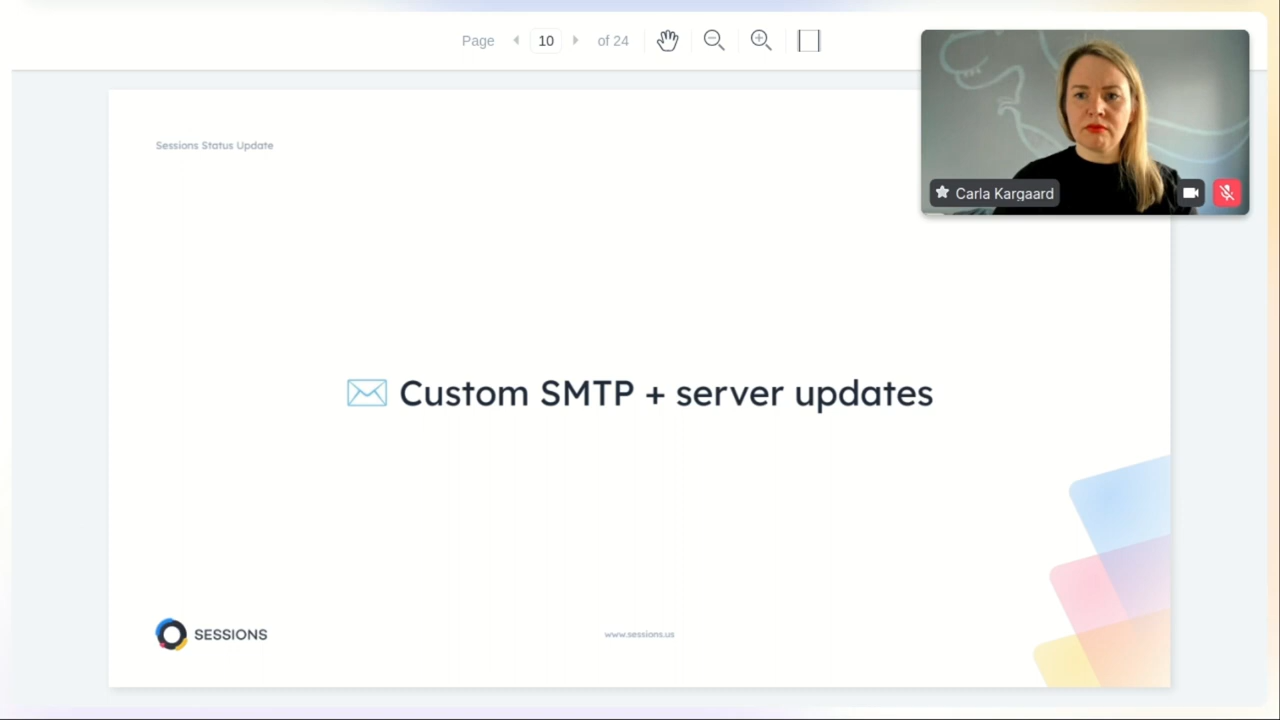 Page 10 of 24
Sessions Status Update
Carla Kargaard
✉️ Custom SMTP + server updates
SESSIONS
www.sessions.us